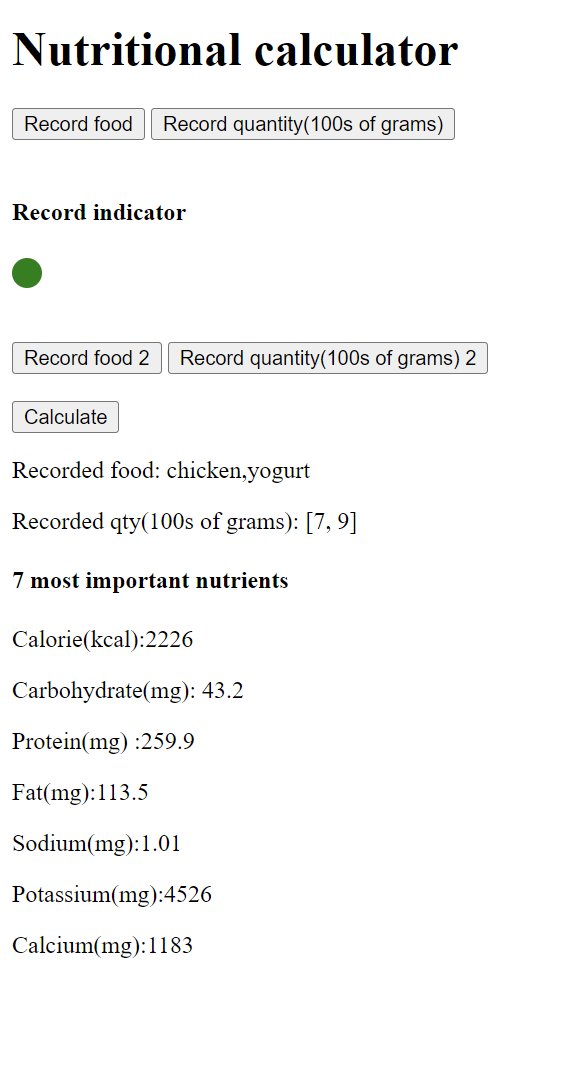 Nutritional calculator
Record food Record quantity(100s of grams)
Record indicator
Record food 2 Record quantity(100s of grams) 2
Calculate
Recorded food: chicken,yogurt
Recorded qty(100s of grams): [7, 9]
7 most important nutrients
Calorie(kcal):2226
Carbohydrate(mg): 43.2
Protein(mg) :259.9
Fat(mg):113.5
Sodium(mg):1.01
Potassium(mg):4526
Calcium(mg):1183